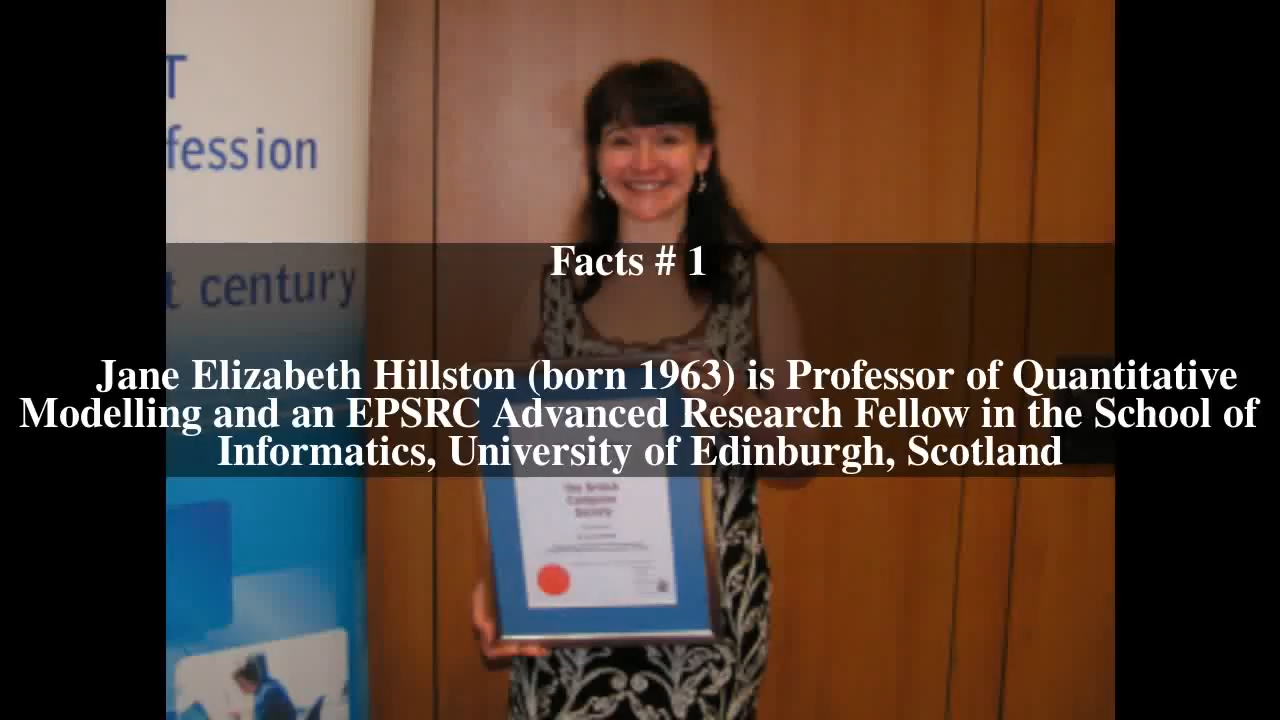 T
fession
t century
Facts # 1
Jane Elizabeth Hillston (born 1963) is Professor of Quantitative
Modelling and an EPSRC Advanced Research Fellow in the School of
Informatics, University of Edinburgh, Scotland
The British
Computer
Society